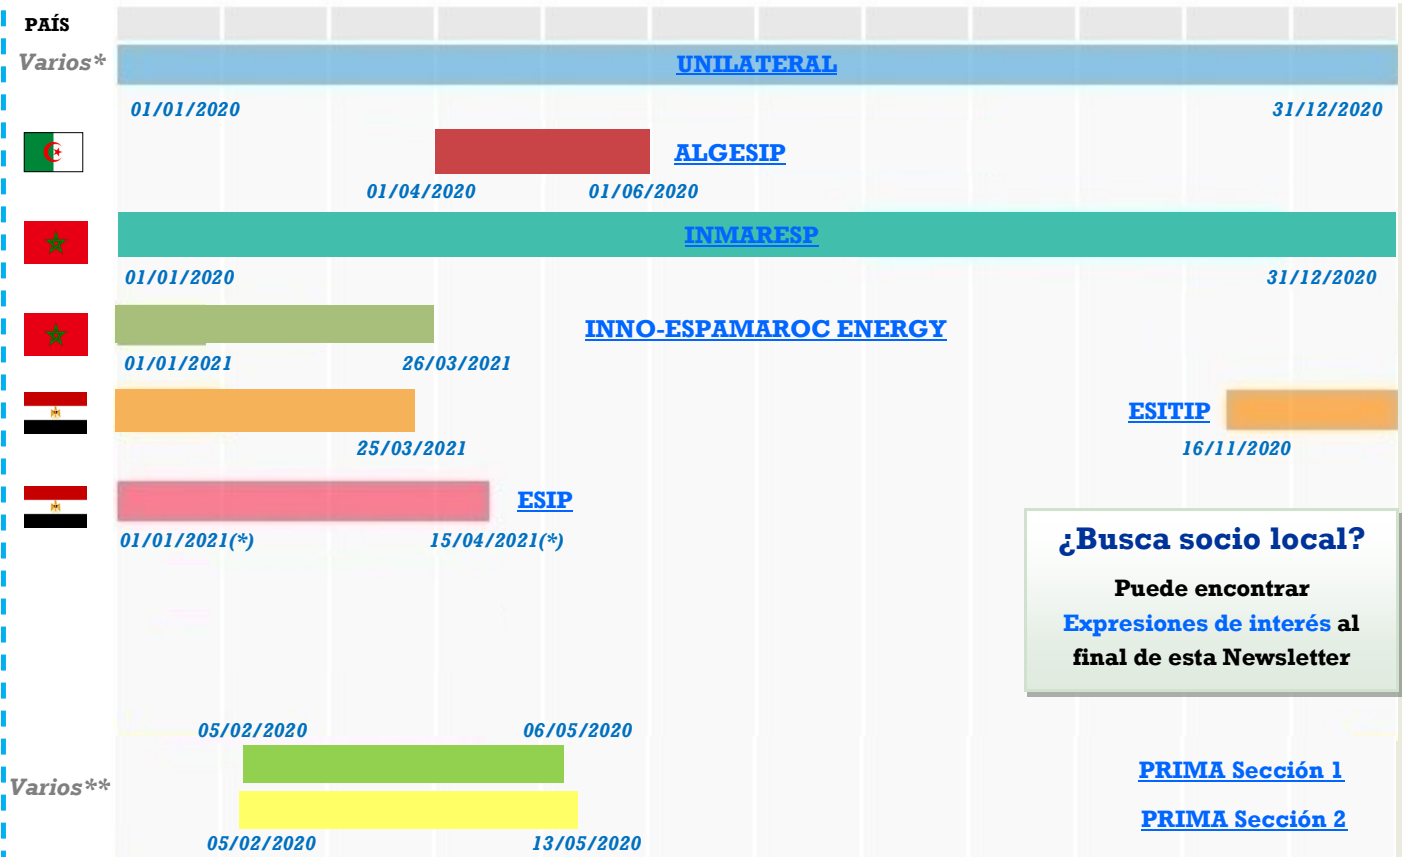 PAÍS
Varios*
UNILATERAL
01/01/2020
31/12/2020
ALGESIP
01/04/2020
01/06/2020
INMARESP
01/01/2020
31/12/2020
INNO-ESPAMAROC ENERGY
01/01/2021
26/03/2021
ESITIP
25/03/2021
16/11/2020
ESIP
01/01/2021(*)
15/04/2021(*)
¿Busca socio local?
Puede encontrar
Expresiones de interés al
final de esta Newsletter
05/02/2020
06/05/2020
Varios**
PRIMA Sección 1
PRIMA Sección 2
05/02/2020
13/05/2020